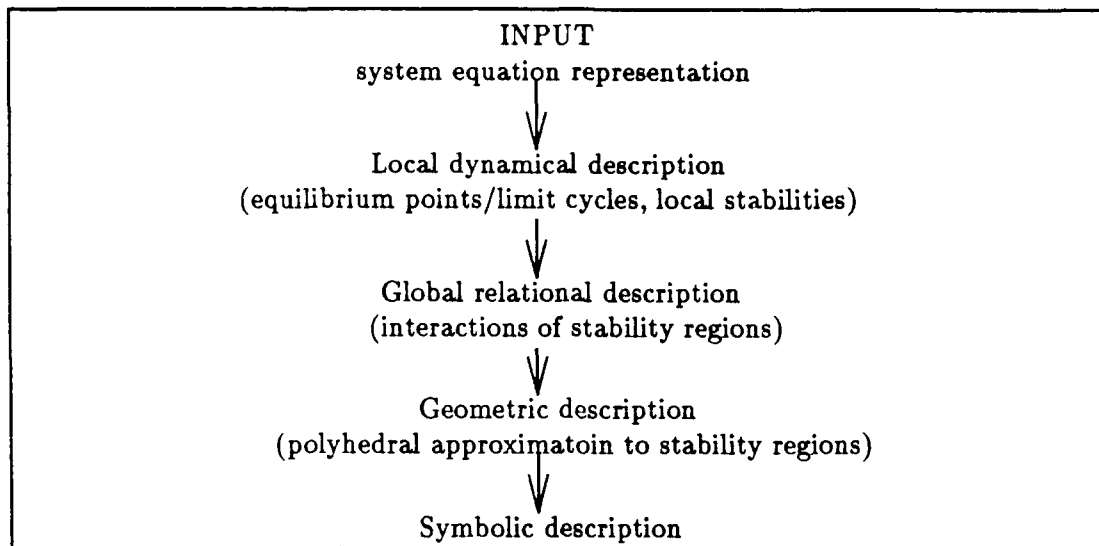 INPUT
system equation representation
Local dynamical description
(equilibrium points/limit cycles, local stabilities)
Global relational description
(interactions of stability regions)
Geometric description
(polyhedral approximatoin to stability regions)
Symbolic description